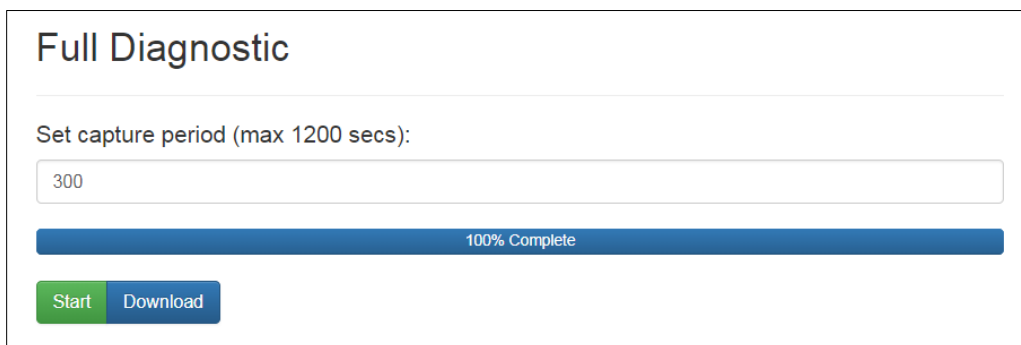 Full Diagnostic
Set capture period (max 1200 secs):
300
100% Complete
Start Download